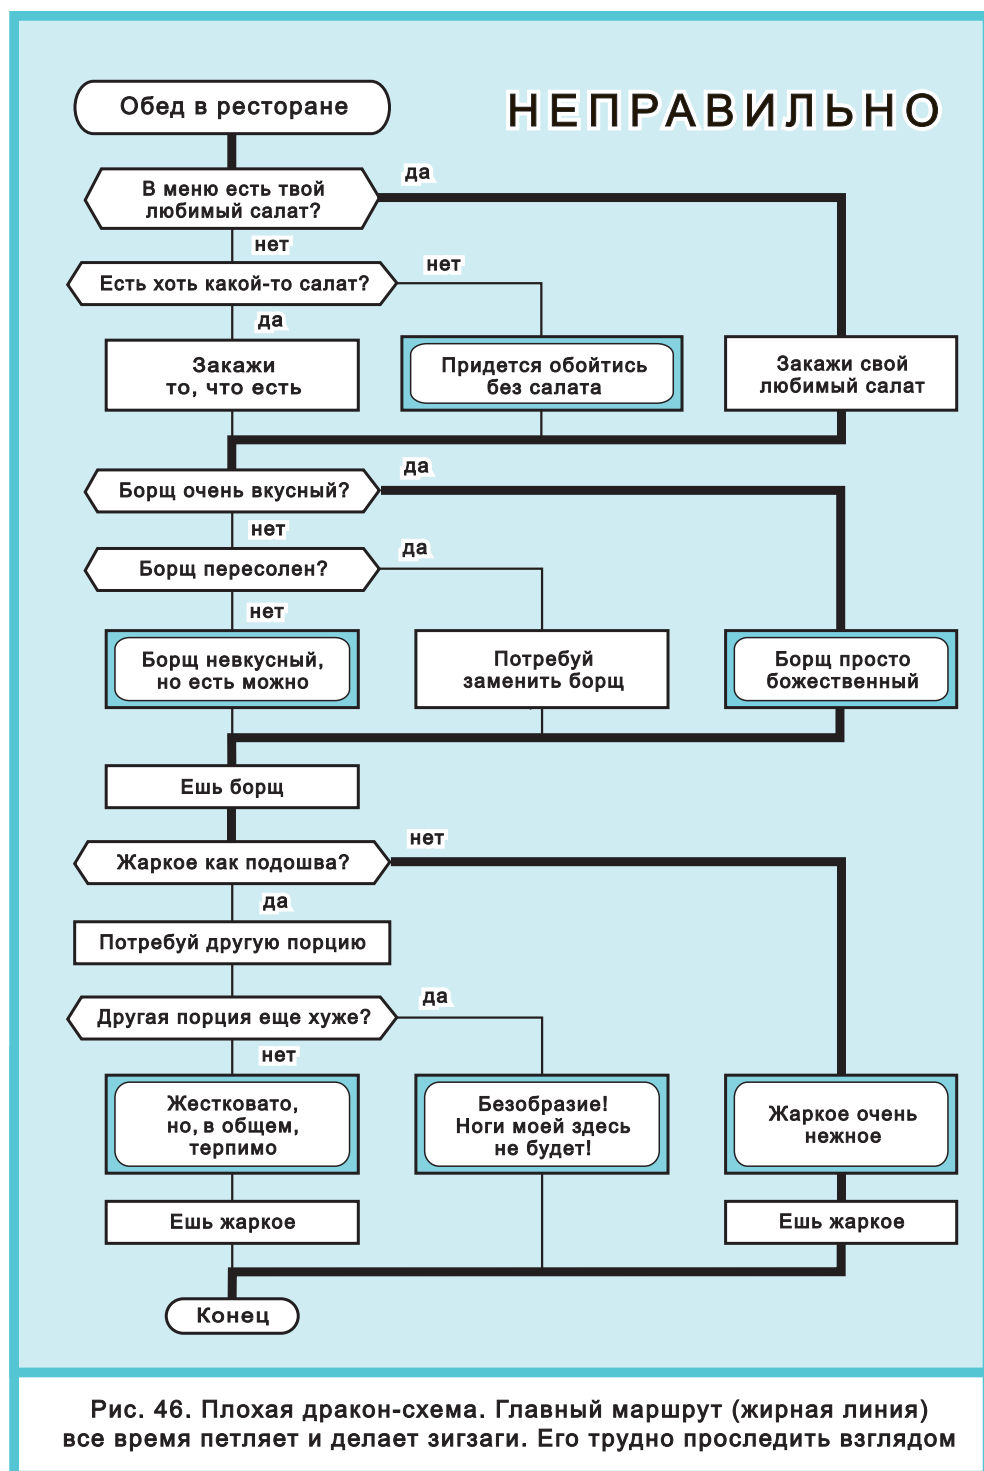 Обед в ресторане
НЕПРАВИЛЬНО
В меню есть твой
любимый салат?
да
нет
Есть хоть какой-то салат?
нет
да
Закажи
то, что есть
Придется обойтись
без салата
Закажи свой
любимый салат
Борщ очень вкусный?
да
нет
Борщ пересолен?
да
нет
Борщ невкусный,
но есть можно
Потребуй
заменить борщ
Борщ просто
божественный
Ешь борщ
Жаркое как подошва?
нет
да
Потребуй другую порцию
Другая порция еще хуже?
да
нет
Жестковато,
но, в общем,
терпимо
Безобразие!
Ноги моей здесь
не будет!
Жаркое очень
нежное
Ешь жаркое
Ешь жаркое
Конец
Рис. 46. Плохая дракон-схема. Главный маршрут (жирная линия)
все время петляет и делает зигзаги. Его трудно проследить взглядом